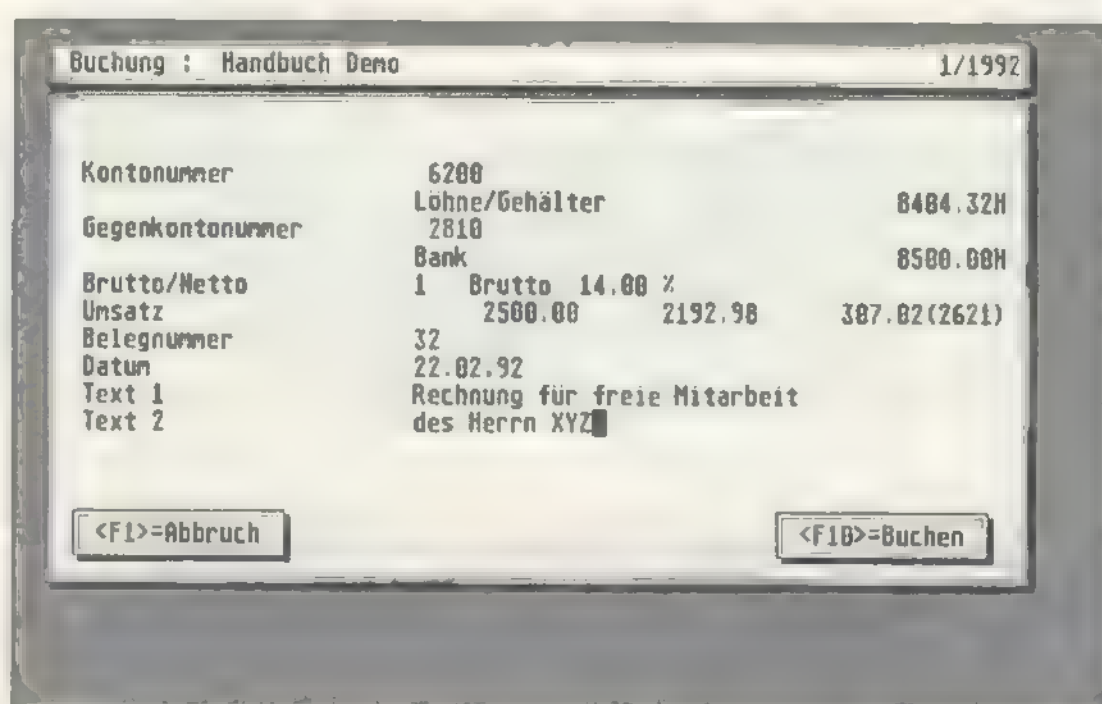 Buchung : Handbuch Demo 1/1992
Kontonummer 6200
Löhne/Gehälter 8404.32H
Gegenkontonummer 2810
Bank 8500.00H
Brutto/Netto 1 Brutto 14.00 %
Umsatz 2500.00 2192.98 307.02(2621)
Belegnummer 32
Datum 22.02.92
Text 1 Rechnung für freie Mitarbeit
Text 2 des Herrn XYZ
<F1>=Abbruch <F10>=Buchen